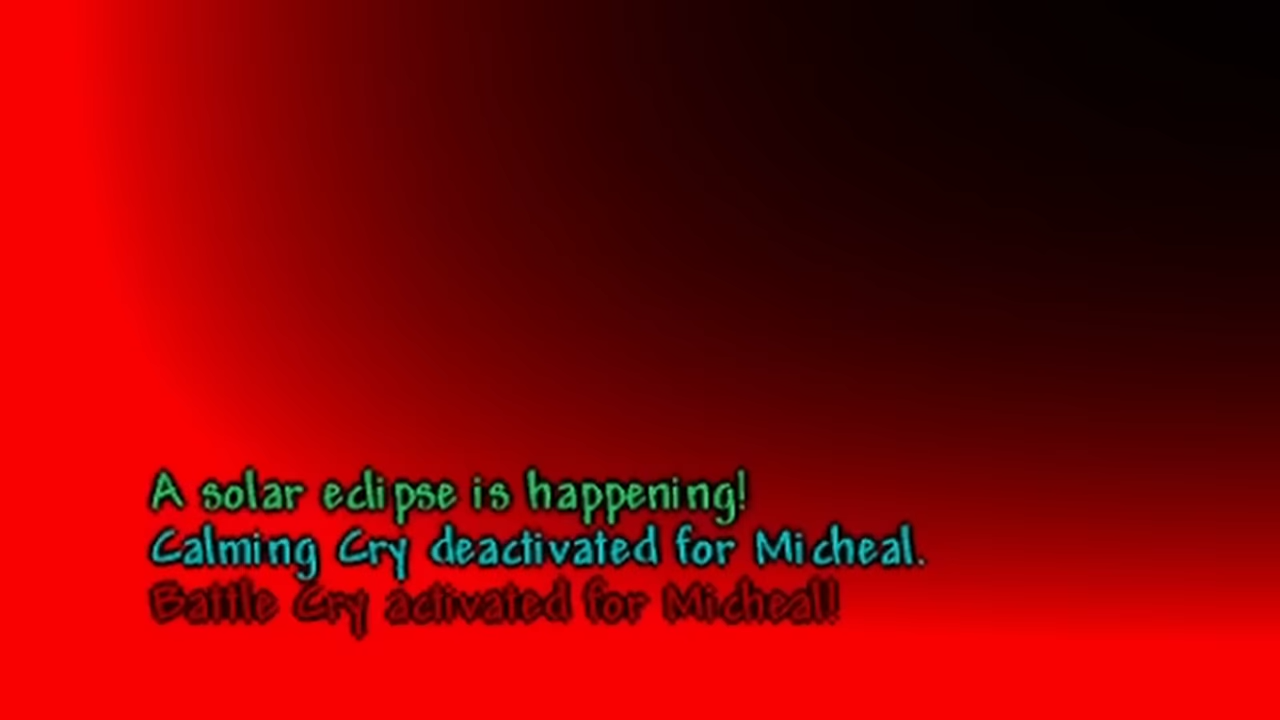 A solar eclipse is happening!
Calming Cry deactivated for Micheal.
Battle Cry activated for Micheal!